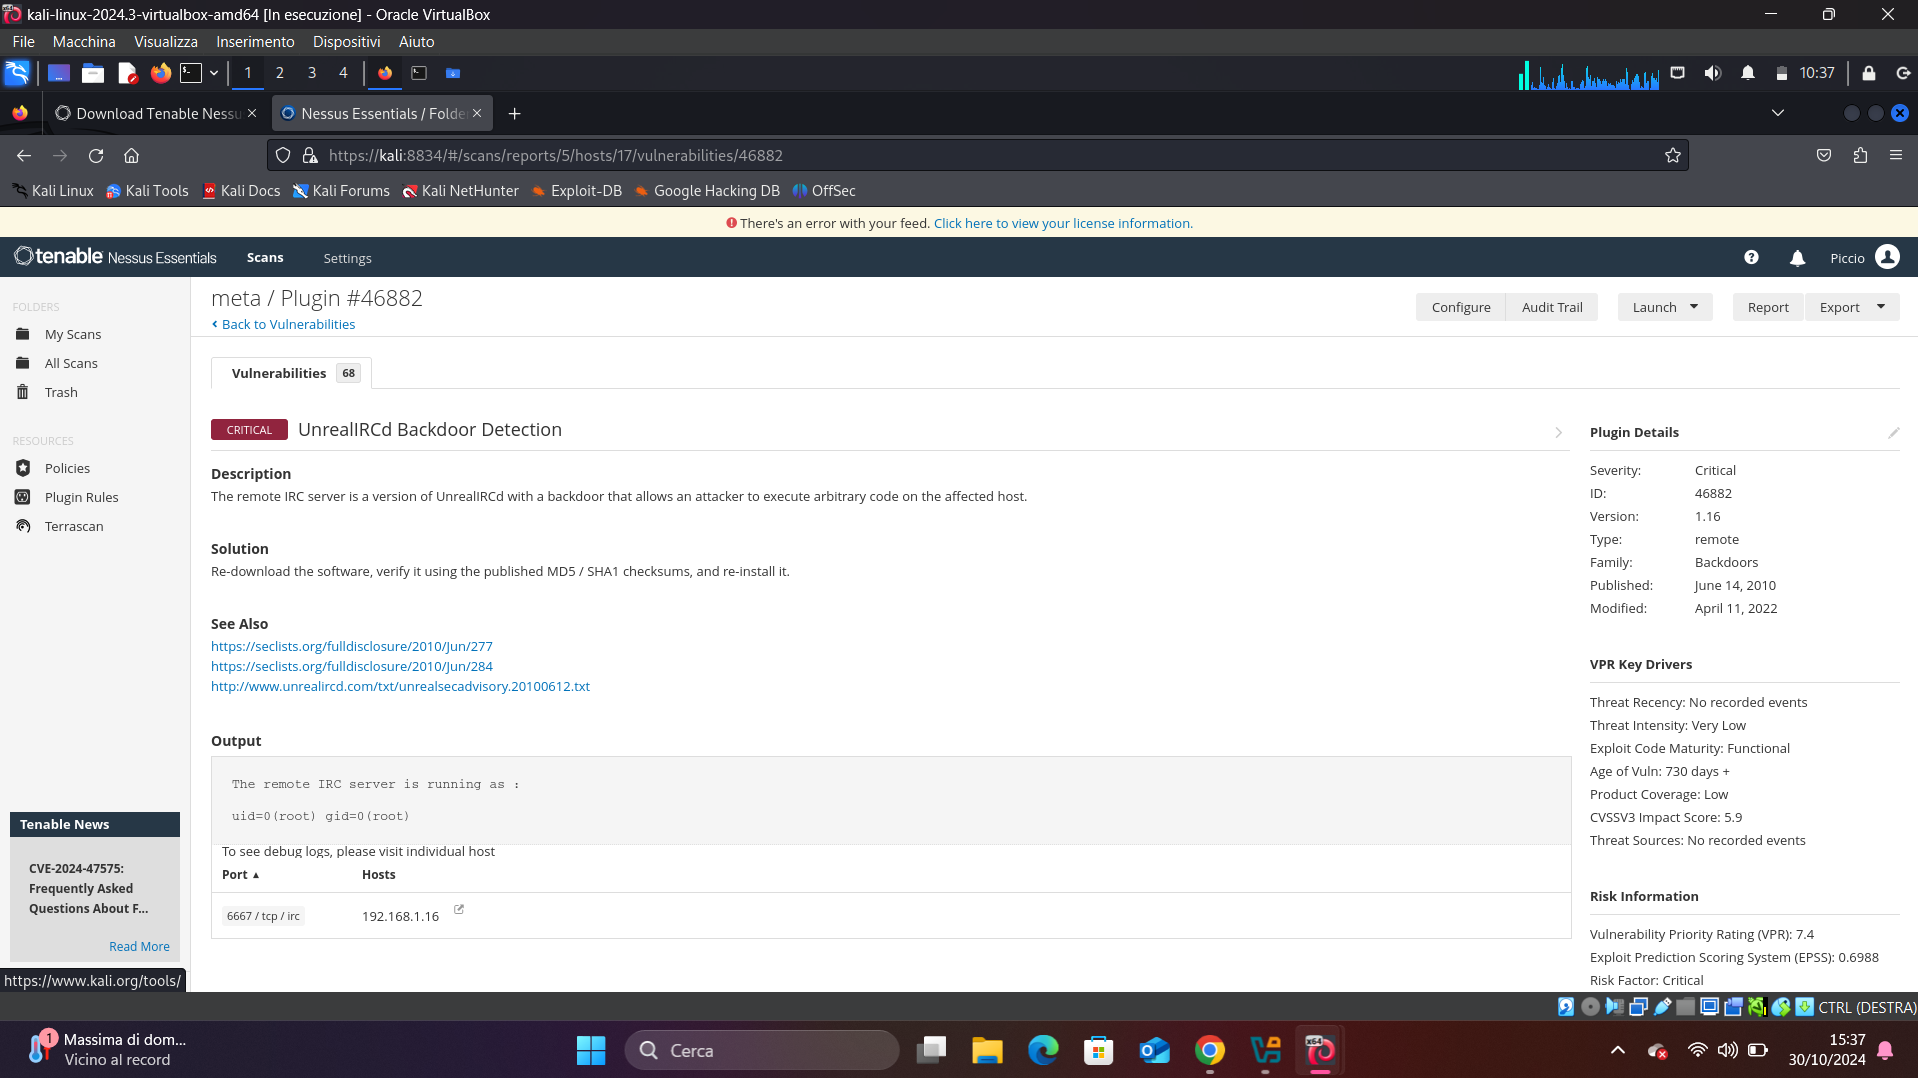 kali-linux-2024.3-virtualbox-amd64 [In esecuzione] - Oracle VirtualBox
File Macchina Visualizza Inserimento Dispositivi Aiuto
1 2 3 4 10:37
Download Tenable Nessu Nessus Essentials / Folde
https://kali:8834/#/scans/reports/5/hosts/17/vulnerabilities/46882
Kali Linux Kali Tools Kali Docs Kali Forums Kali NetHunter Exploit-DB Google Hacking DB OffSec
There's an error with your feed. Click here to view your license information.
tenable Nessus Essentials Scans Settings Piccio
FOLDERS
My Scans
All Scans
Trash
RESOURCES
Policies
Plugin Rules
Terrascan
Tenable News
CVE-2024-47575:
Frequently Asked
Questions About F...
Read More
https://www.kali.org/tools/
meta / Plugin #46882
Back to Vulnerabilities
Configure Audit Trail Launch Report Export
Vulnerabilities 68
CRITICAL UnrealIRCd Backdoor Detection
Description
The remote IRC server is a version of UnrealIRCd with a backdoor that allows an attacker to execute arbitrary code on the affected host.
Solution
Re-download the software, verify it using the published MD5 / SHA1 checksums, and re-install it.
See Also
https://seclists.org/fulldisclosure/2010/Jun/277
https://seclists.org/fulldisclosure/2010/Jun/284
http://www.unrealircd.com/txt/unrealsecadvisory.20100612.txt
Output
The remote IRC server is running as :
uid=0(root) gid=0(root)
To see debug logs, please visit individual host
Port Hosts
6667 / tcp / irc 192.168.1.16
Plugin Details
Severity: Critical
ID: 46882
Version: 1.16
Type: remote
Family: Backdoors
Published: June 14, 2010
Modified: April 11, 2022
VPR Key Drivers
Threat Recency: No recorded events
Threat Intensity: Very Low
Exploit Code Maturity: Functional
Age of Vuln: 730 days +
Product Coverage: Low
CVSSV3 Impact Score: 5.9
Threat Sources: No recorded events
Risk Information
Vulnerability Priority Rating (VPR): 7.4
Exploit Prediction Scoring System (EPSS): 0.6988
Risk Factor: Critical
CTRL (DESTRA)
1
Massima di dom...
Vicino al record
Cerca
15:37
30/10/2024